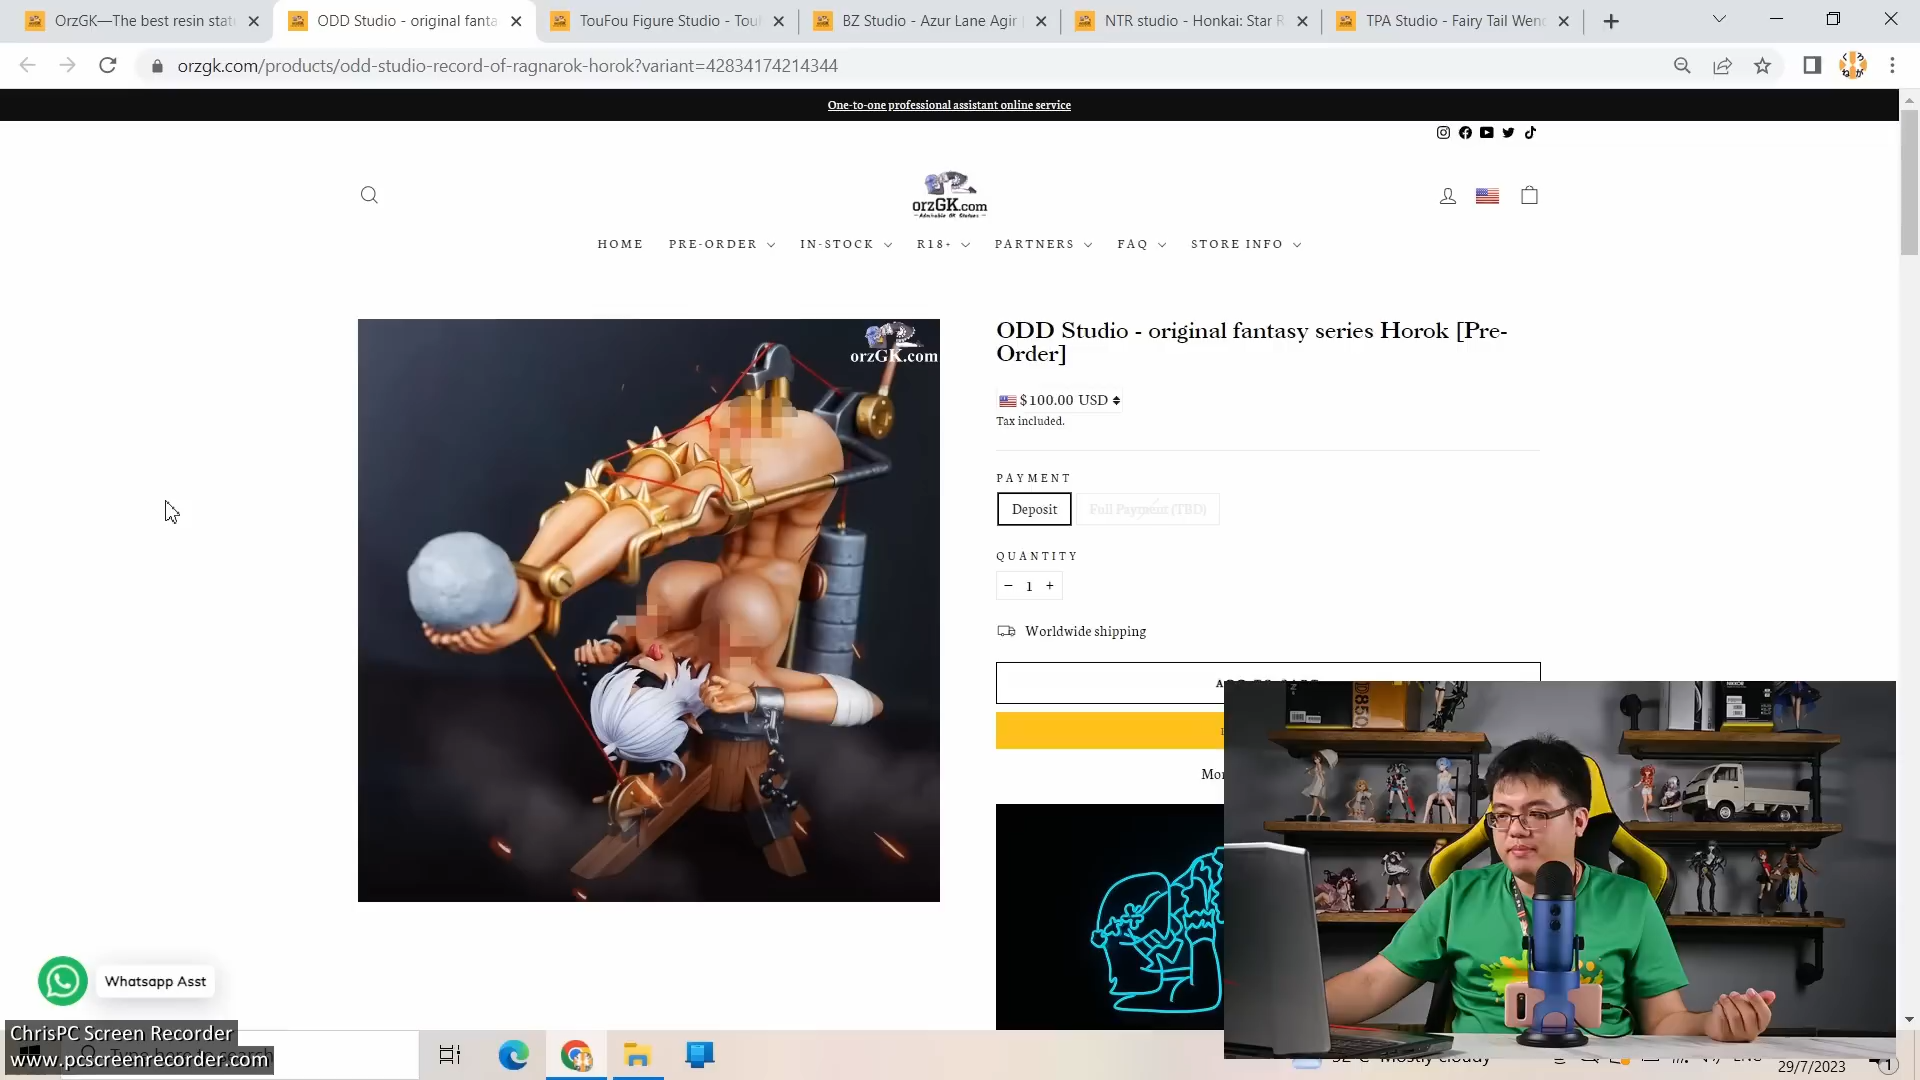 OrzGK—The best resin stat
ODD Studio - original fanta
TouFou Figure Studio - Tou
BZ Studio - Azur Lane Agir
NTR studio - Honkai: Star R
TPA Studio - Fairy Tail Wend
orzgk.com/products/odd-studio-record-of-ragnarok-horok?variant=42834174214344
One-to-one professional assistant online service
orzGK.com
HOME PRE-ORDER IN-STOCK R18+ PARTNERS FAQ STORE INFO
orzGK.com
ODD Studio - original fantasy series Horok [Pre-
Order]
$100.00 USD
Tax included.
PAYMENT
Deposit Full Payment (TBD)
QUANTITY
− 1 +
Worldwide shipping
Mor
D850
Whatsapp Asst
ChrisPC Screen Recorder
www.pcscreenrecorder.com
29/7/2023